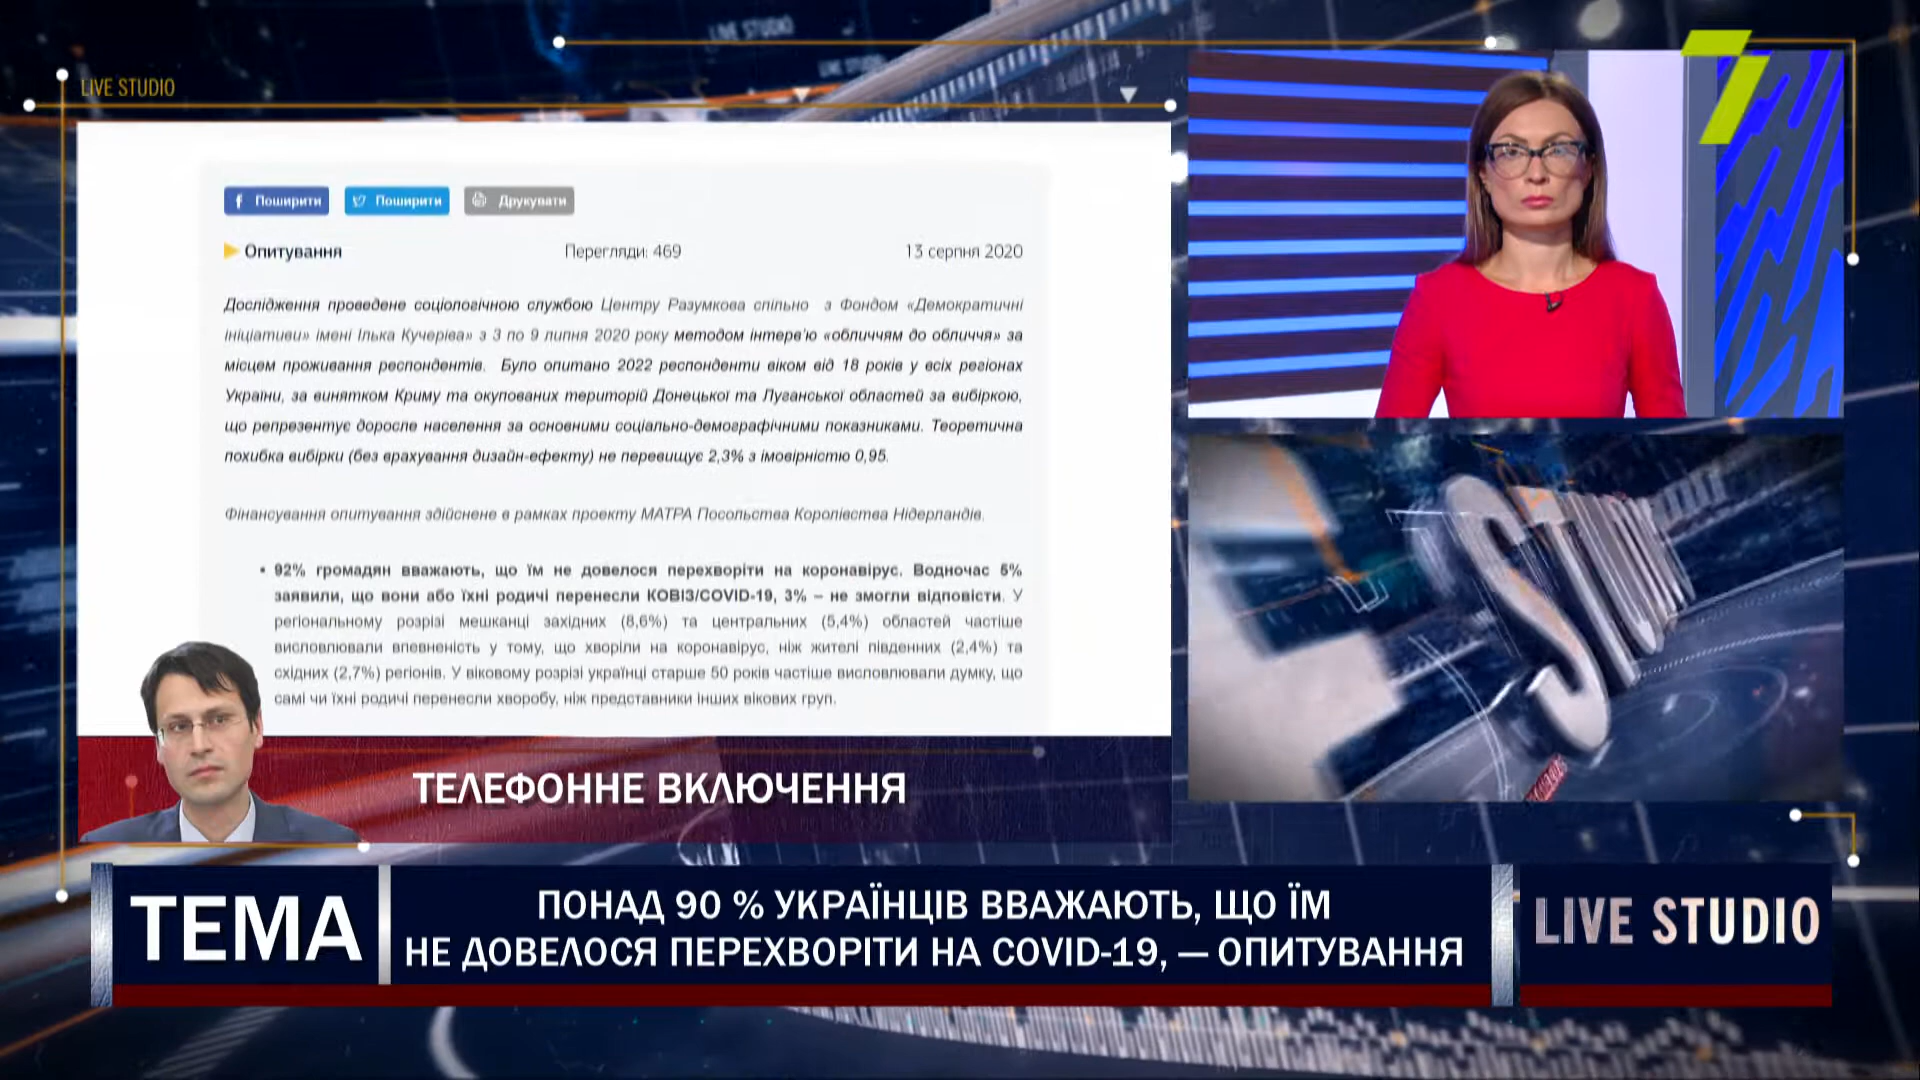 LIVE STUDIO
LIVE STUDIO
7
Поширити Поширити Друкувати
Опитування Перегляди: 469 13 серпня 2020
Дослідження проведене соціологічною службою Центру Разумкова спільно з Фондом «Демократичні
ініціативи» імені Ілька Кучеріва» з 3 по 9 липня 2020 року методом інтерв’ю «обличчям до обличчя» за
місцем проживання респондентів. Було опитано 2022 респонденти віком від 18 років у всіх регіонах
України, за винятком Криму та окупованих територій Донецької та Луганської областей за вибіркою,
що репрезентує доросле населення за основними соціально-демографічними показниками. Теоретична
похибка вибірки (без врахування дизайн-ефекту) не перевищує 2,3% з імовірністю 0,95.
Фінансування опитування здійснене в рамках проекту МАТРА Посольства Королівства Нідерландів.
• 92% громадян вважають, що їм не довелося перехворіти на коронавірус. Водночас 5%
заявили, що вони або їхні родичі перенесли КОВІЗ/COVID-19, 3% – не змогли відповісти. У
регіональному розрізі мешканці західних (8,6%) та центральних (5,4%) областей частіше
висловлювали впевненість у тому, що хворіли на коронавірус, ніж жителі південних (2,4%) та
східних (2,7%) регіонів. У віковому розрізі українці старше 50 років частіше висловлювали думку, що
самі чи їхні родичі перенесли хворобу, ніж представники інших вікових груп.
ТЕЛЕФОННЕ ВКЛЮЧЕННЯ
ТЕМА
ПОНАД 90 % УКРАЇНЦІВ ВВАЖАЮТЬ, ЩО ЇМ
НЕ ДОВЕЛОСЯ ПЕРЕХВОРІТИ НА COVID-19, — ОПИТУВАННЯ
LIVE STUDIO